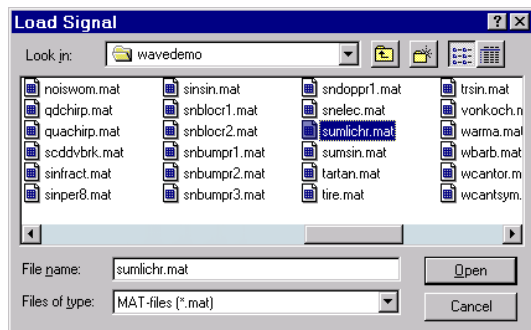 Load Signal
Look in: wavedemo
noiswom.mat sinsin.mat sndoppr1.mat trsin.mat
qdchirp.mat snblocr1.mat snelec.mat vonkoch.n
quachirp.mat snblocr2.mat sumlichr.mat warma.mat
scddvbrk.mat snbumpr1.mat sumsin.mat wbarb.mat
sinfract.mat snbumpr2.mat tartan.mat wcantor.m
sinper8.mat snbumpr3.mat tire.mat wcantsym.
File name: sumlichr.mat Open
Files of type: MAT-files (*.mat) Cancel